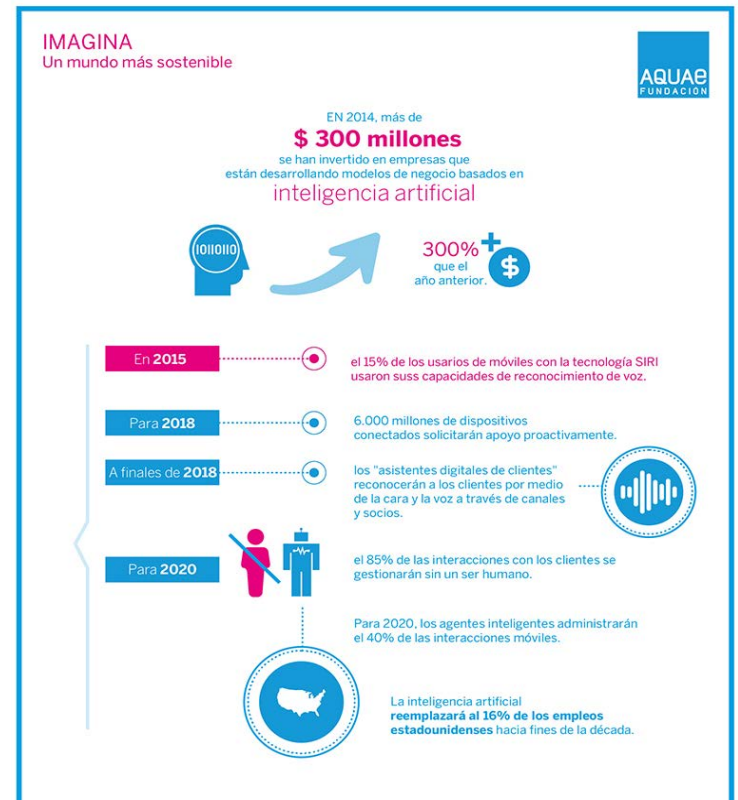 IMAGINA
Un mundo más sostenible
AQUAe
FUNDACIÓN
EN 2014, más de
$ 300 millones
se han invertido en empresas que
están desarrollando modelos de negocio basados en
inteligencia artificial
10110110
300% +
$
que el
año anterior.
En 2015
el 15% de los usarios de móviles con la tecnología SIRI
usaron suss capacidades de reconocimiento de voz.
Para 2018
6.000 millones de dispositivos
conectados solicitarán apoyo proactivamente.
A finales de 2018
los "asistentes digitales de clientes"
reconocerán a los clientes por medio
de la cara y la voz a través de canales
y socios.
Para 2020
el 85% de las interacciones con los clientes se
gestionarán sin un ser humano.
Para 2020, los agentes inteligentes administrarán
el 40% de las interacciones móviles.
La inteligencia artificial
reemplazará al 16% de los empleos
estadounidenses hacia fines de la década.